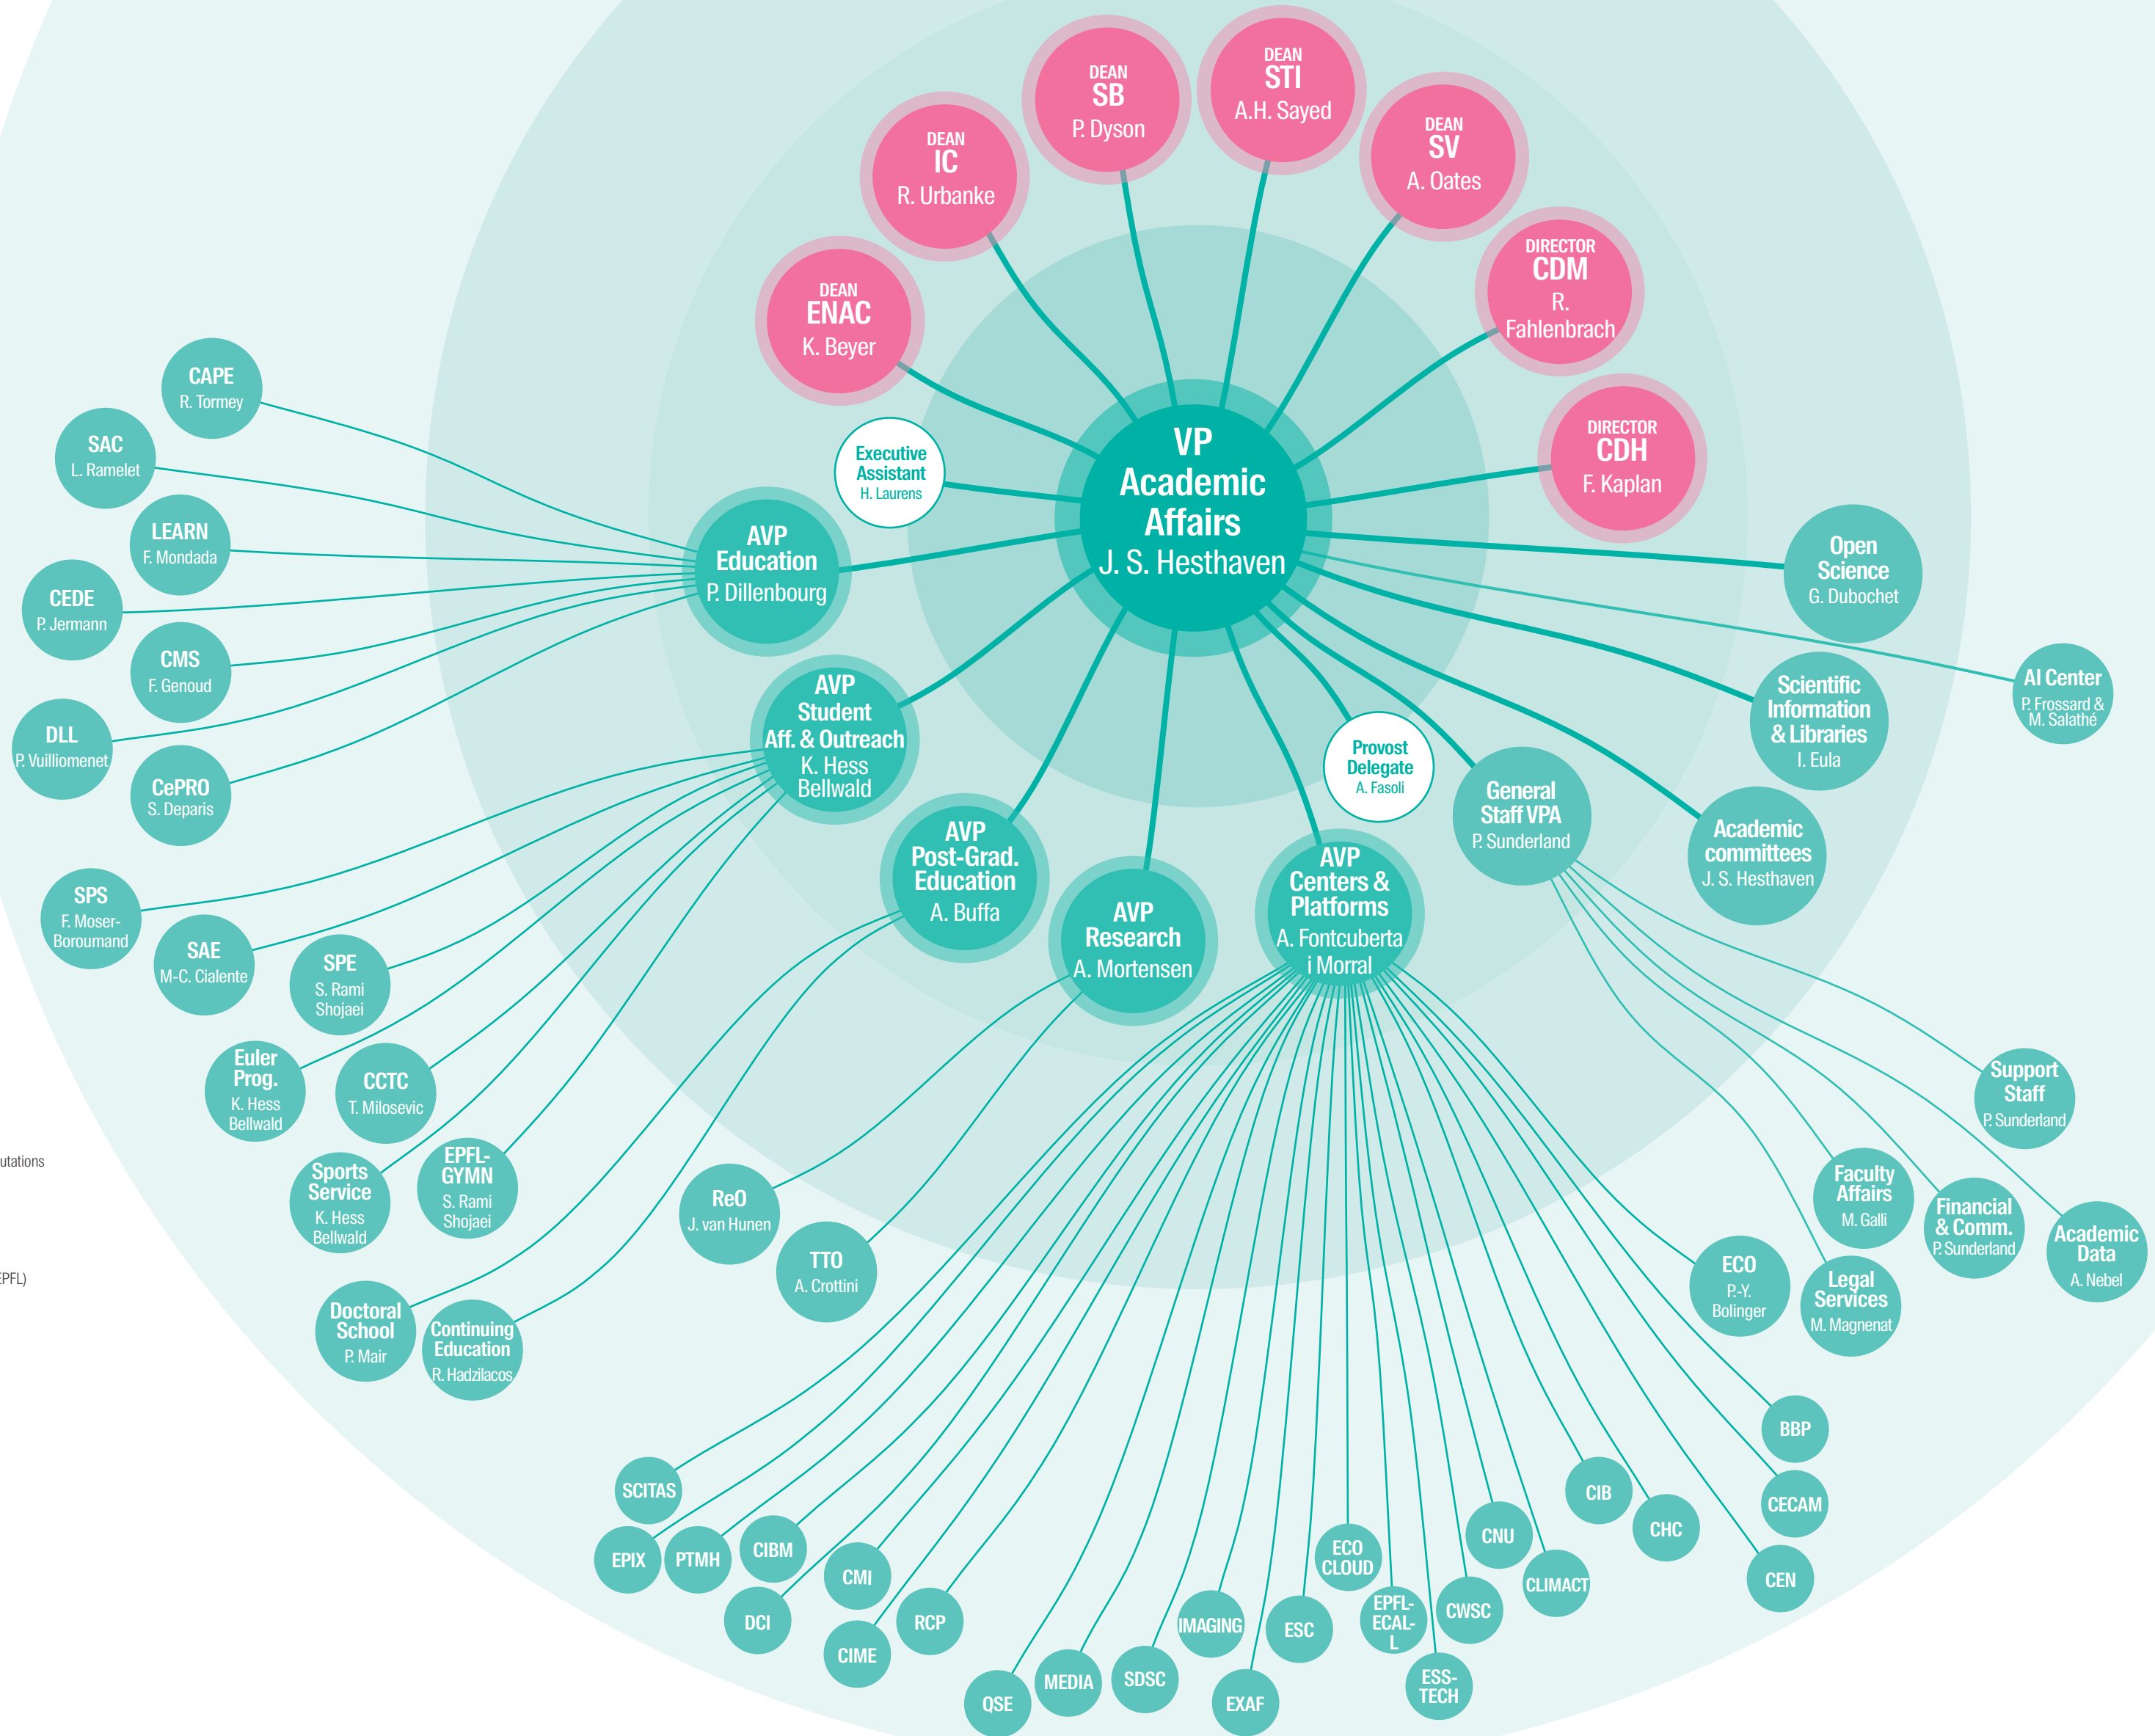 DEAN
STI
A.H. Sayed
DEAN
SB
P. Dyson
DEAN
SV
A. Oates
DEAN
IC
R. Urbanke
DIRECTOR
CDM
R.
Fahlenbrach
DEAN
ENAC
K. Beyer
DIRECTOR
CDH
F. Kaplan
VP
Academic
Affairs
J. S. Hesthaven
Executive
Assistant
H. Laurens
CAPE
R. Tormey
SAC
L. Ramelet
LEARN
F. Mondada
CEDE
P. Jermann
CMS
F. Genoud
DLL
P. Vuilliomenet
CePRO
S. Deparis
AVP
Education
P. Dillenbourg
Open
Science
G. Dubochet
AI Center
P. Frossard &
M. Salathé
Scientific
Information
& Libraries
I. Eula
AVP
Student
Aff. & Outreach
K. Hess
Bellwald
Provost
Delegate
A. Fasoli
General
Staff VPA
P. Sunderland
Academic
committees
J. S. Hesthaven
AVP
Post-Grad.
Education
A. Buffa
AVP
Research
A. Mortensen
AVP
Centers &
Platforms
A. Fontcuberta
i Morral
SPS
F. Moser-
Boroumand
SAE
M-C. Cialente
SPE
S. Rami
Shojaei
Euler
Prog.
K. Hess
Bellwald
CCTC
T. Milosevic
Sports
Service
K. Hess
Bellwald
EPFL-
GYMN
S. Rami
Shojaei
utations
EPFL)
Doctoral
School
P. Mair
Continuing
Education
R. Hadzilacos
ReO
J. van Hunen
TTO
A. Crottini
Support
Staff
P. Sunderland
Faculty
Affairs
M. Galli
Financial
& Comm.
P. Sunderland
Academic
Data
A. Nebel
Legal
Services
M. Magnenat
ECO
P.-Y.
Bolinger
SCITAS
EPIX
PTMH
CIBM
DCI
CMI
CIME
RCP
QSE
MEDIA
SDSC
IMAGING
EXAF
ESC
ECO
CLOUD
EPFL-
ECAL-
L
ESS-
TECH
CWSC
CNU
CLIMACT
CIB
CHC
CEN
CECAM
BBP